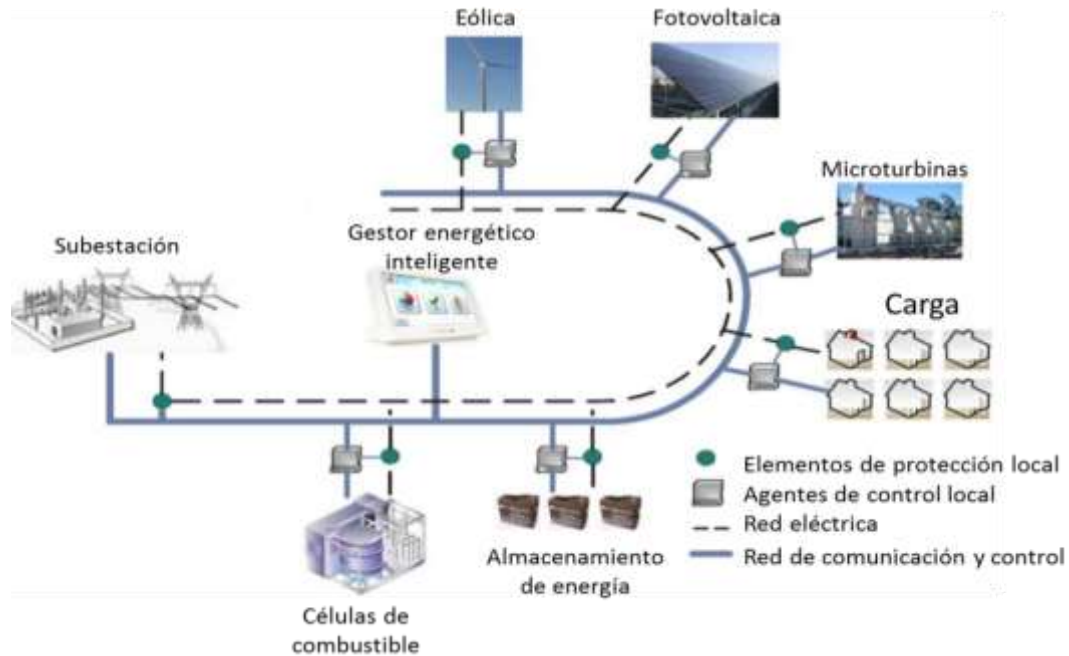 Eólica
Fotovoltaica
Microturbinas
Subestación
Gestor energético
inteligente
Carga
Elementos de protección local
Agentes de control local
Red eléctrica
Red de comunicación y control
Almacenamiento
de energía
Células de
combustible